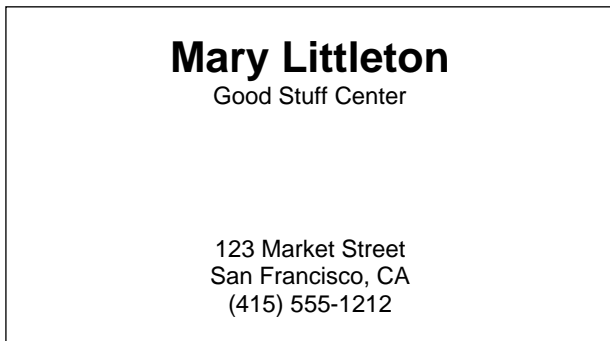 Mary Littleton
Good Stuff Center
123 Market Street
San Francisco, CA
(415) 555-1212